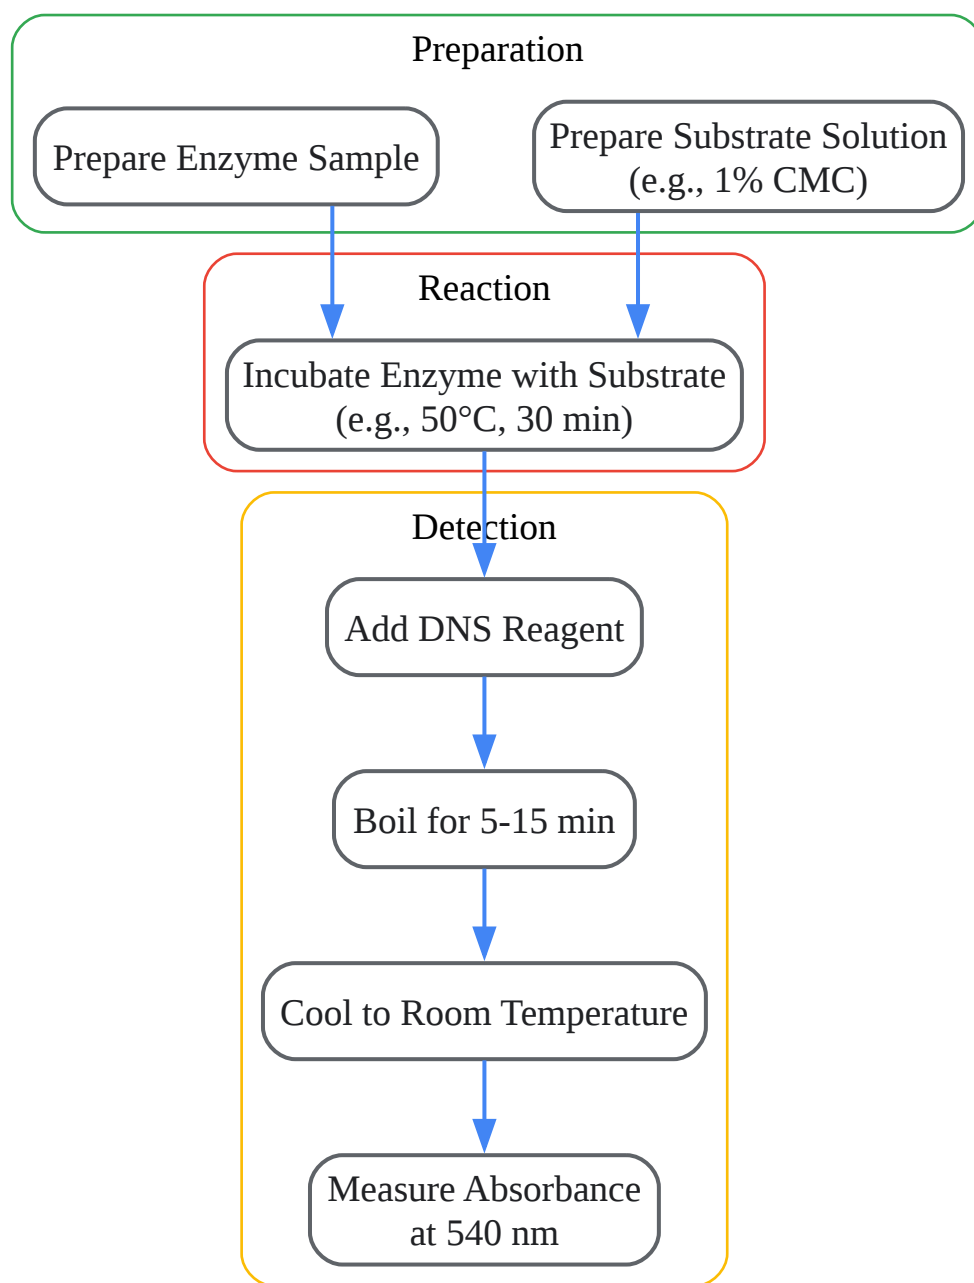 Preparation
Prepare Enzyme Sample
Prepare Substrate Solution
(e.g., 1% CMC)
Reaction
Incubate Enzyme with Substrate
(e.g., 50°C, 30 min)
Detection
Add DNS Reagent
Boil for 5-15 min
Cool to Room Temperature
Measure Absorbance
at 540 nm